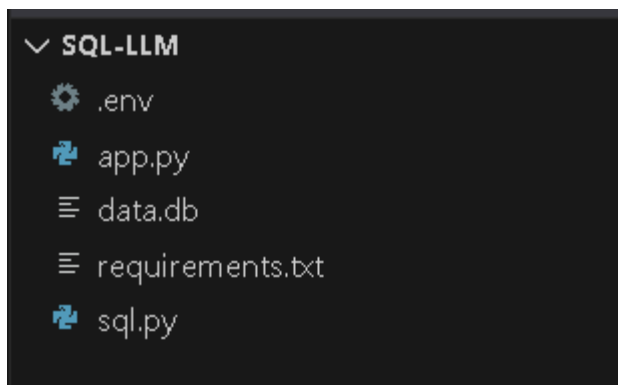 SQL-LLM
.env
app.py
data.db
requirements.txt
sql.py